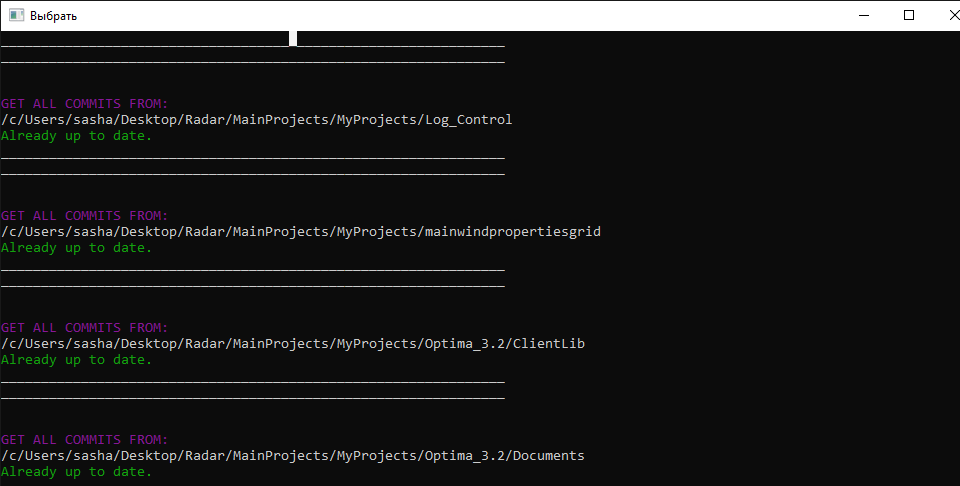 Выбрать
GET ALL COMMITS FROM:
/c/Users/sasha/Desktop/Radar/MainProjects/MyProjects/Log_Control
Already up to date.
GET ALL COMMITS FROM:
/c/Users/sasha/Desktop/Radar/MainProjects/MyProjects/mainwindpropertiesgrid
Already up to date.
GET ALL COMMITS FROM:
/c/Users/sasha/Desktop/Radar/MainProjects/MyProjects/Optima_3.2/ClientLib
Already up to date.
GET ALL COMMITS FROM:
/c/Users/sasha/Desktop/Radar/MainProjects/MyProjects/Optima_3.2/Documents
Already up to date.